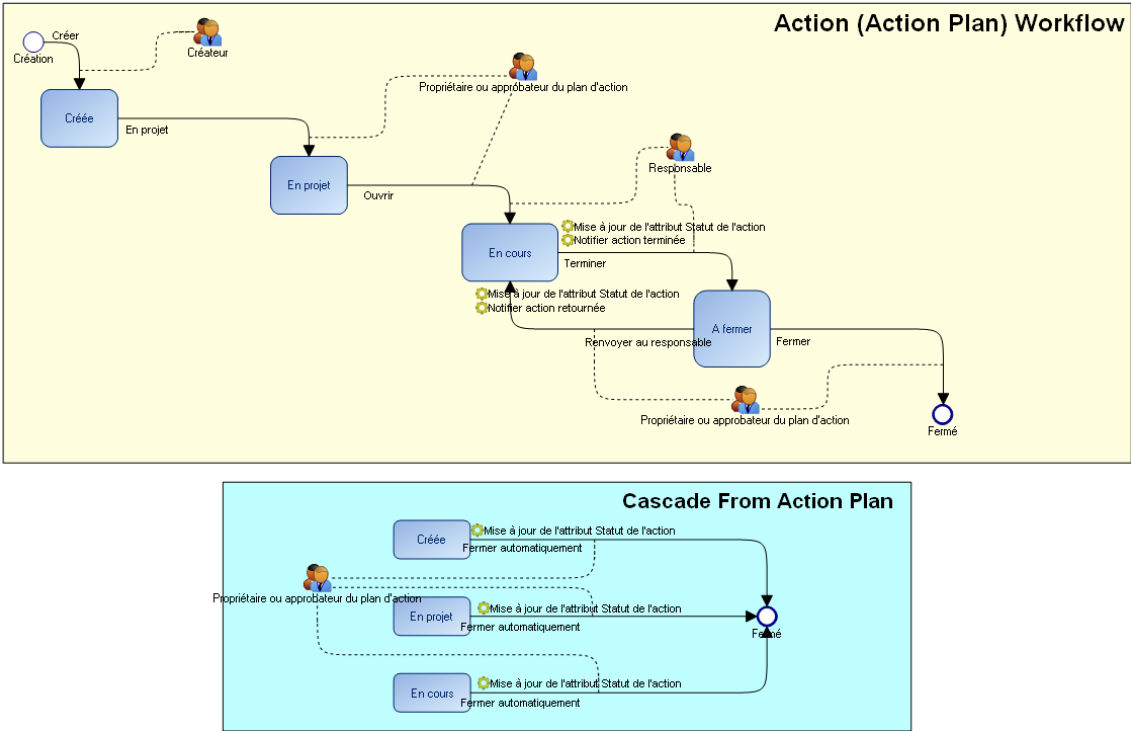 Action (Action Plan) Workflow
Créer
Création
Créateur
Propriétaire ou approbateur du plan d'action
Créée
En projet
Responsable
En projet
Ouvrir
Mise à jour de l'attribut Statut de l'action
Notifier action terminée
En cours
Terminer
Mise à jour de l'attribut Statut de l'action
Notifier action retournée
A fermer
Renvoyer au responsable
Fermer
Propriétaire ou approbateur du plan d'action
Fermé
Cascade From Action Plan
Créée
Mise à jour de l'attribut Statut de l'action
Fermer automatiquement
Propriétaire ou approbateur du plan d'action
En projet
Mise à jour de l'attribut Statut de l'action
Fermer automatiquement
Fermé
En cours
Mise à jour de l'attribut Statut de l'action
Fermer automatiquement